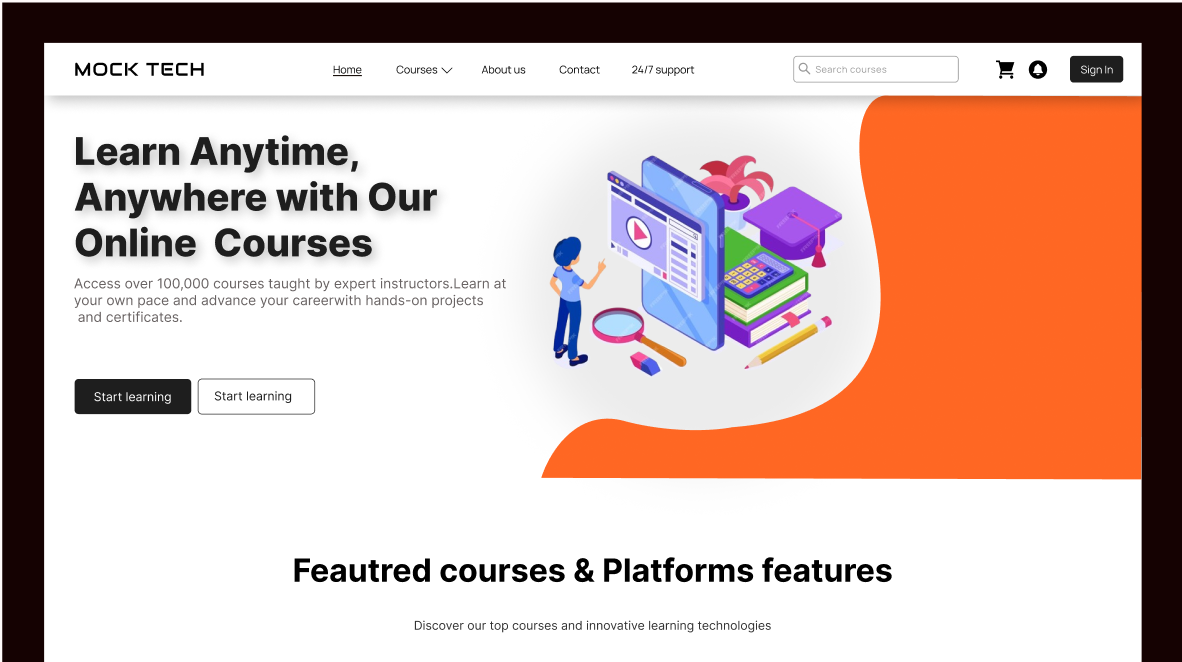 MOCK TECH
Home Courses About us Contact 24/7 support Search courses Sign In
Learn Anytime,
Anywhere with Our
Online  Courses
Access over 100,000 courses taught by expert instructors.Learn at
your own pace and advance your careerwith hands-on projects
and certificates.
Start learning Start learning
Feautred courses & Platforms features
Discover our top courses and innovative learning technologies